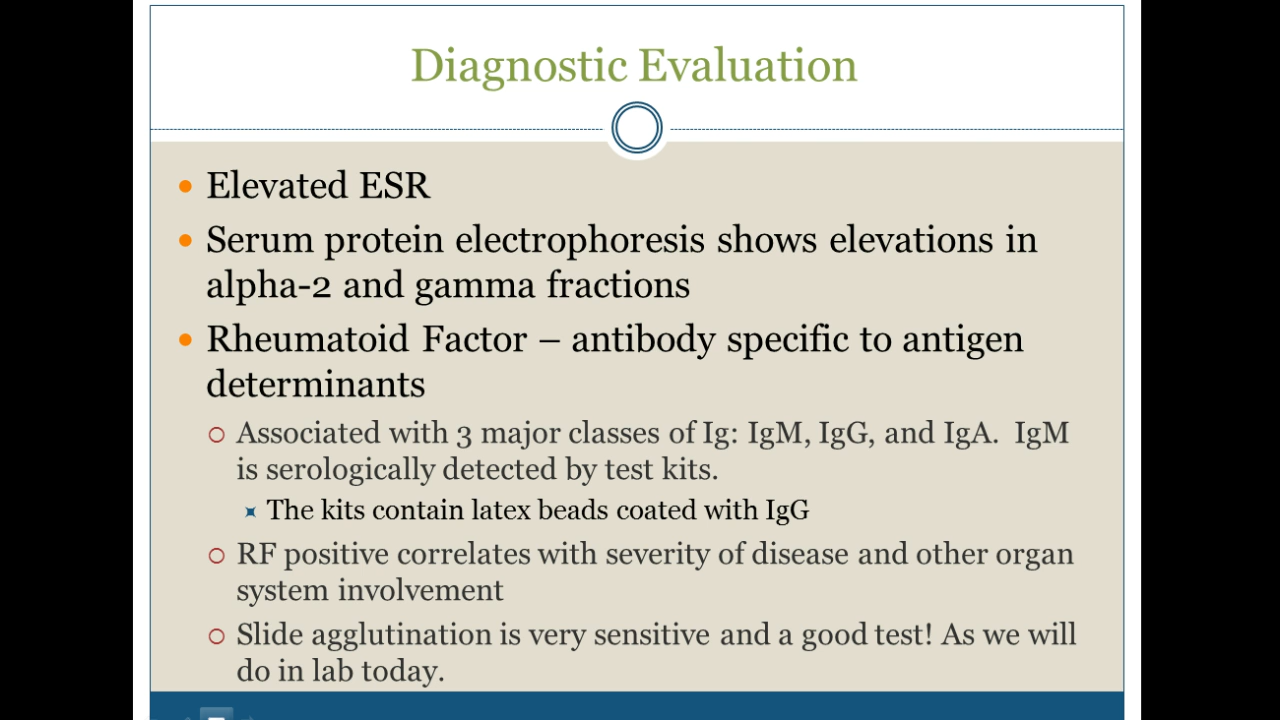 Diagnostic Evaluation
Elevated ESR
Serum protein electrophoresis shows elevations in
alpha-2 and gamma fractions
Rheumatoid Factor – antibody specific to antigen
determinants
Associated with 3 major classes of Ig: IgM, IgG, and IgA.  IgM
is serologically detected by test kits.
The kits contain latex beads coated with IgG
RF positive correlates with severity of disease and other organ
system involvement
Slide agglutination is very sensitive and a good test! As we will
do in lab today.